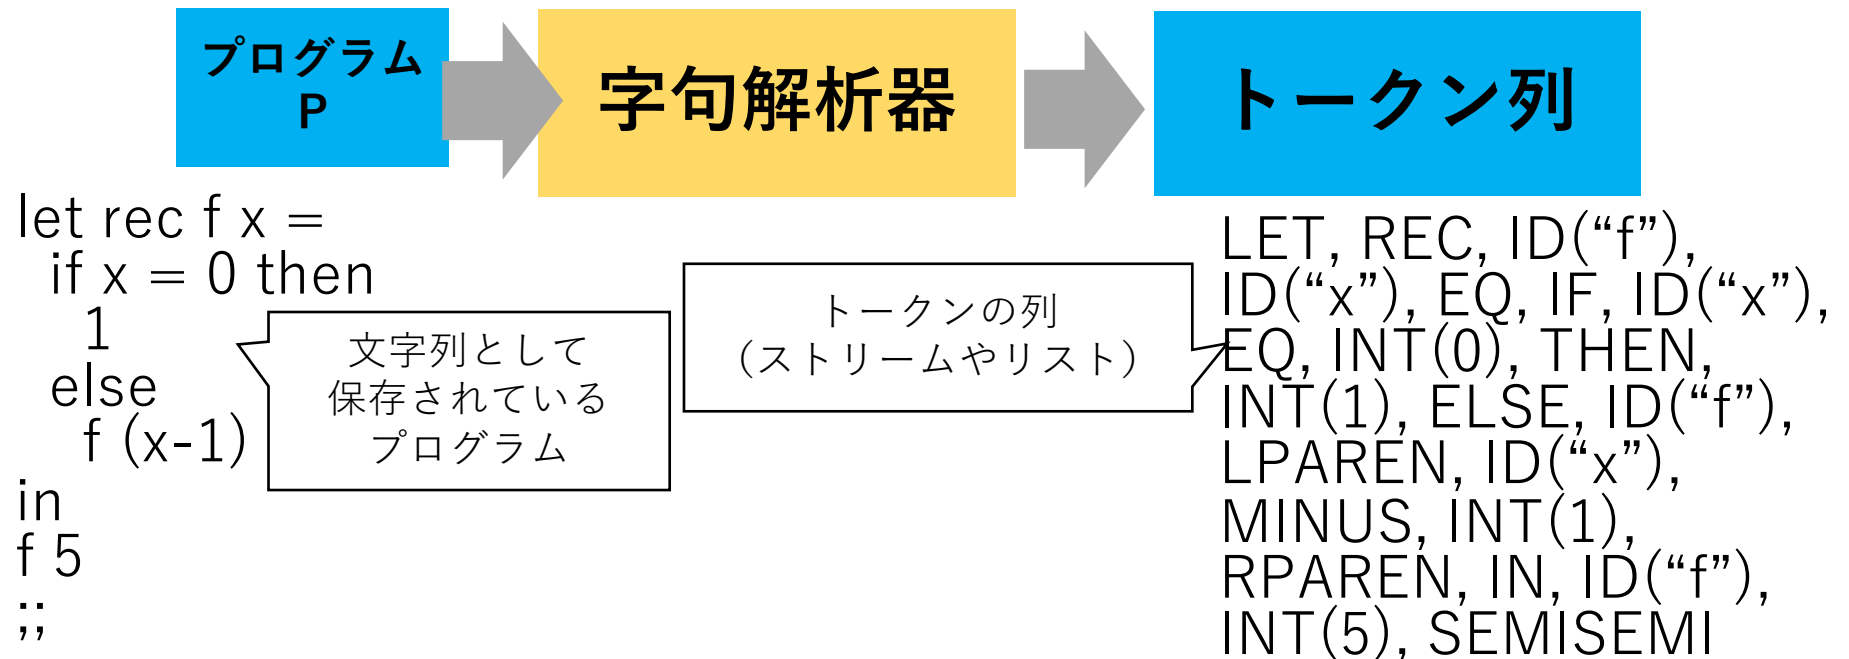 プログラム
P
字句解析器
トークン列
let rec f x =
if x = 0 then
1
else
f (x-1)
in
f 5
;;
文字列として
保存されている
プログラム
トークンの列
（ストリームやリスト）
LET, REC, ID(“f”),
ID(“x”), EQ, IF, ID(“x”),
EQ, INT(0), THEN,
INT(1), ELSE, ID(“f”),
LPAREN, ID(“x”),
MINUS, INT(1),
RPAREN, IN, ID(“f”),
INT(5), SEMISEMI